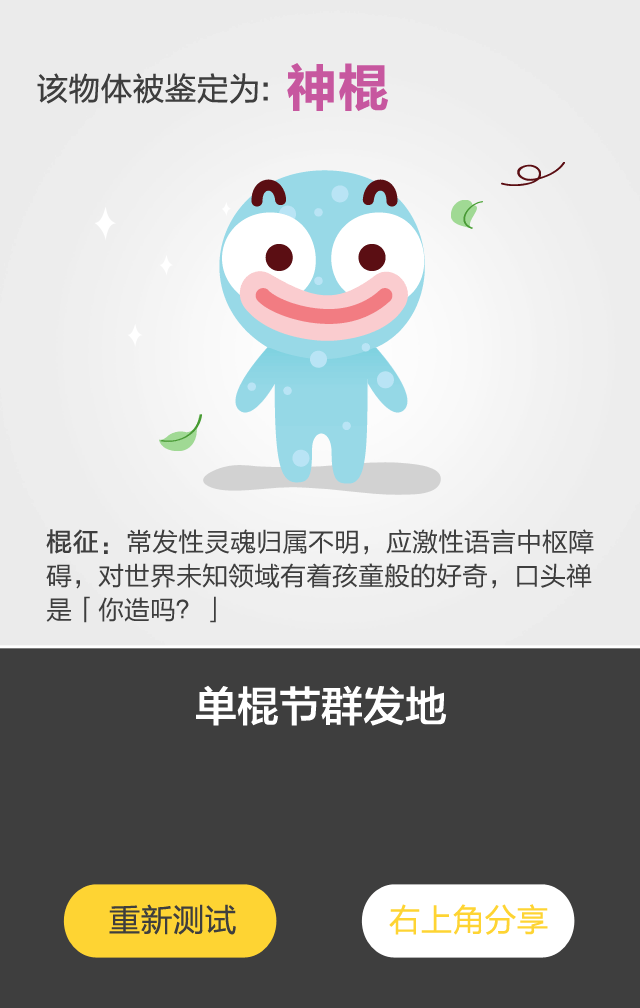 该物体被鉴定为: 神棍
棍征：常发性灵魂归属不明，应激性语言中枢障
碍，对世界未知领域有着孩童般的好奇，口头禅
是「你造吗？」
单棍节群发地
重新测试
右上角分享